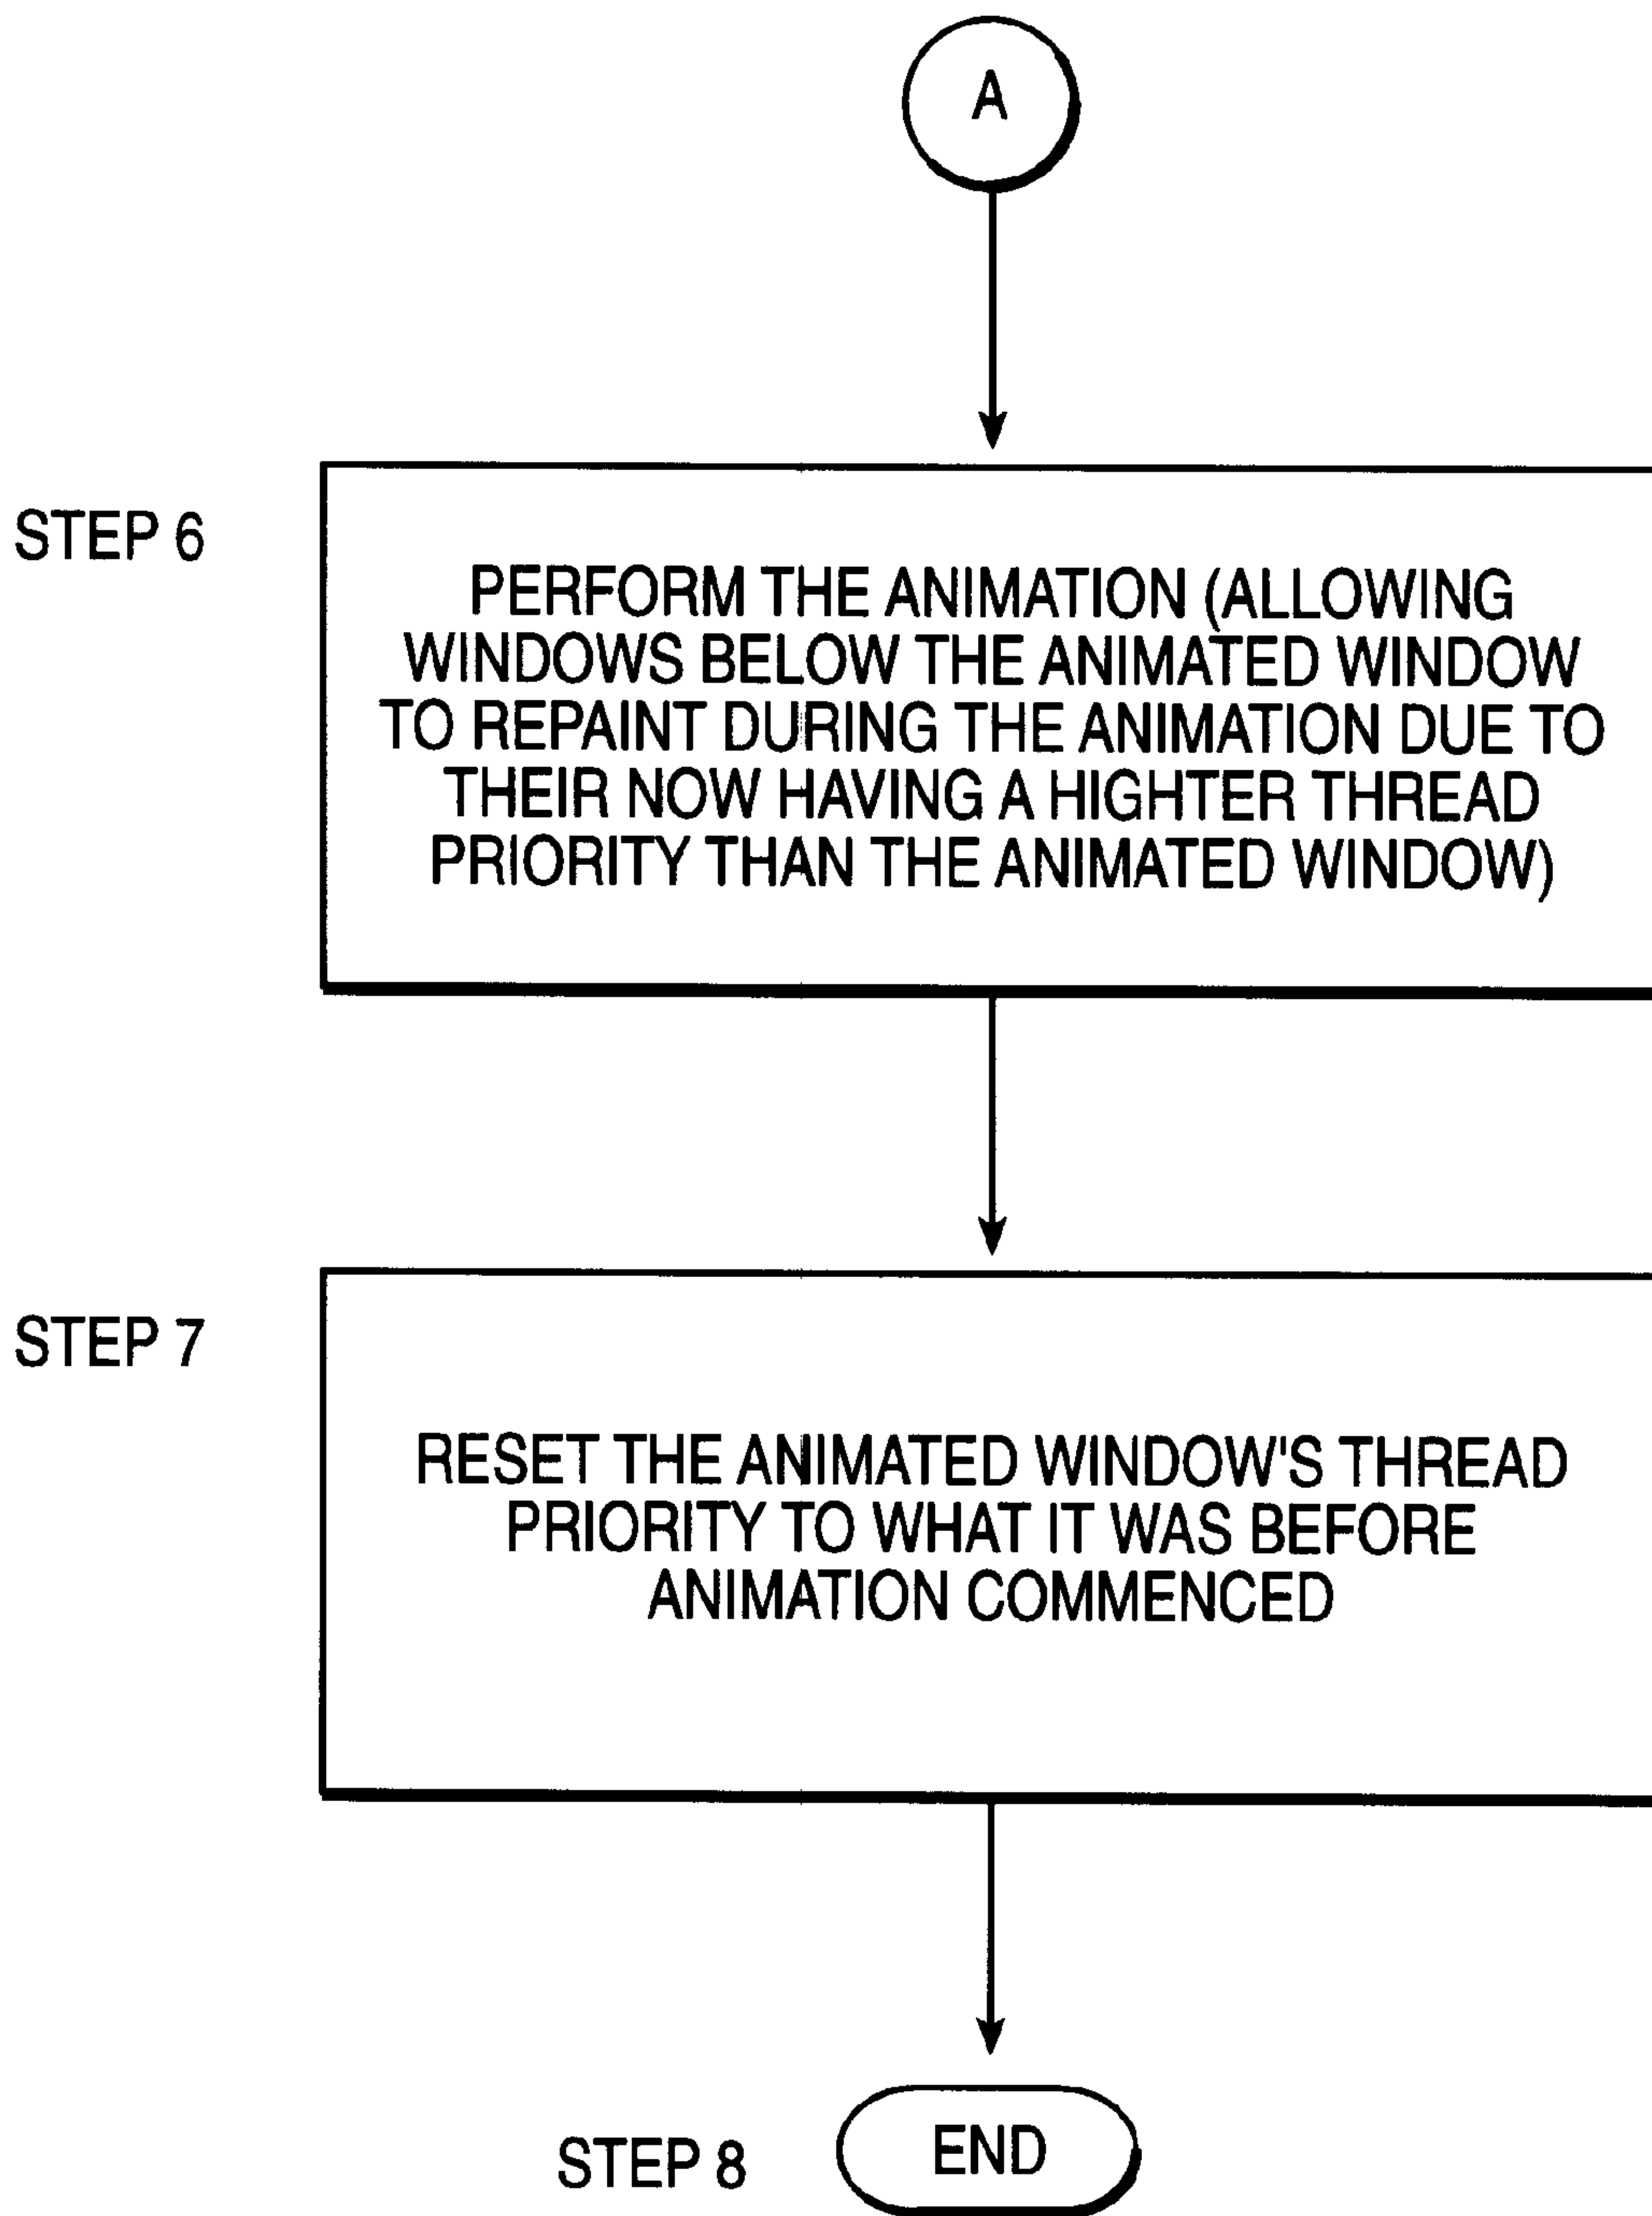 A
STEP 6
PERFORM THE ANIMATION (ALLOWING
WINDOWS BELOW THE ANIMATED WINDOW
TO REPAINT DURING THE ANIMATION DUE TO
THEIR NOW HAVING A HIGHTER THREAD
PRIORITY THAN THE ANIMATED WINDOW)
STEP 7
RESET THE ANIMATED WINDOW'S THREAD
PRIORITY TO WHAT IT WAS BEFORE
ANIMATION COMMENCED
STEP 8
END